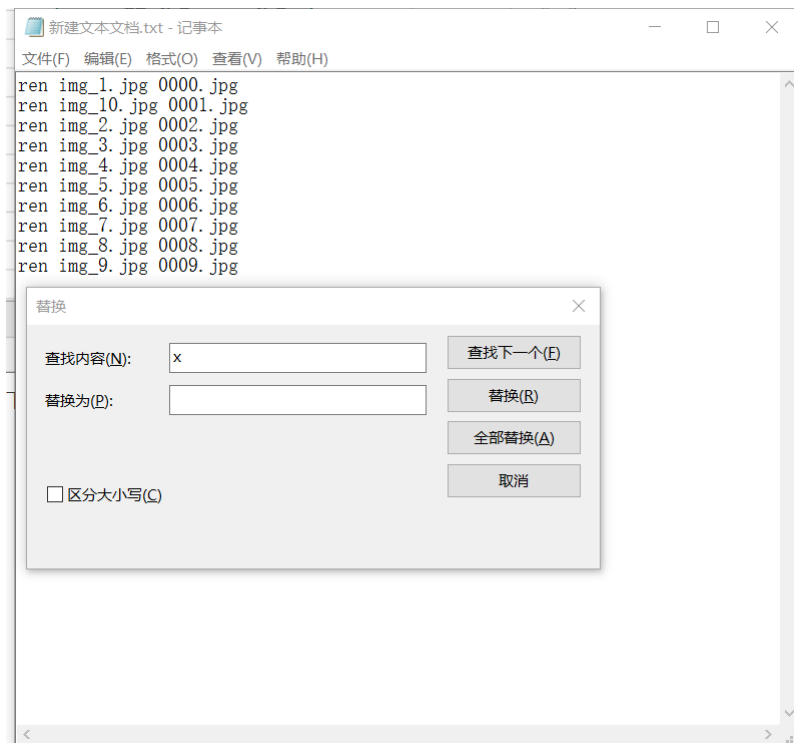 新建文本文档.txt - 记事本
文件(F) 编辑(E) 格式(O) 查看(V) 帮助(H)
ren img_1.jpg 0000.jpg
ren img_10.jpg 0001.jpg
ren img_2.jpg 0002.jpg
ren img_3.jpg 0003.jpg
ren img_4.jpg 0004.jpg
ren img_5.jpg 0005.jpg
ren img_6.jpg 0006.jpg
ren img_7.jpg 0007.jpg
ren img_8.jpg 0008.jpg
ren img_9.jpg 0009.jpg
替换
查找内容(N): x 查找下一个(F)
替换为(P): 替换(R)
全部替换(A)
取消
区分大小写(C)